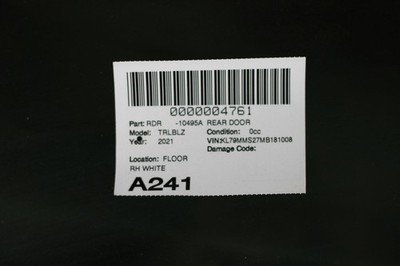 0000004761
Part: RDR -10495A REAR DOOR
Model: TRLBLZ Condition: 0cc
Year: 2021 VIN:KL79MMS27MB181008
Damage Code:
Location: FLOOR
RH WHITE
A241